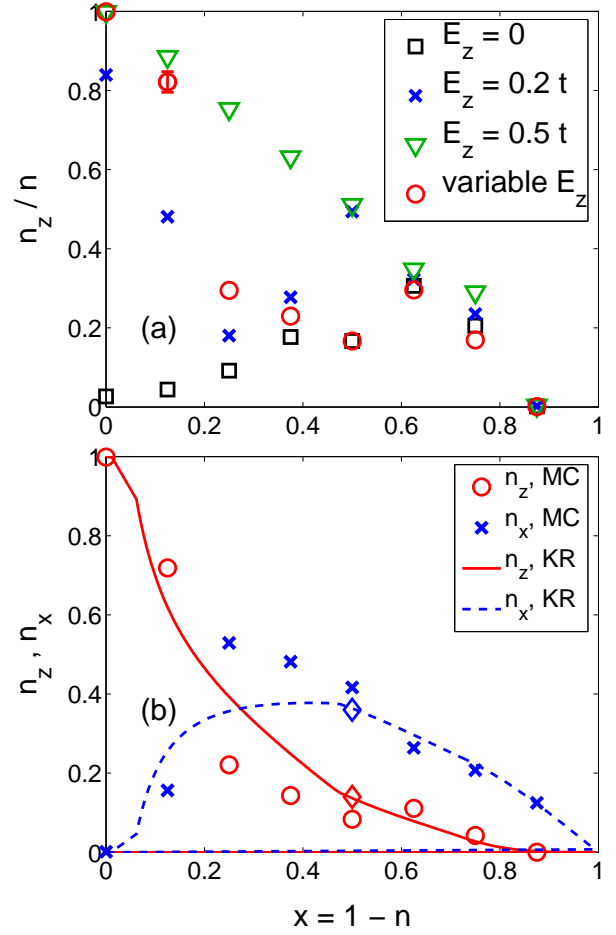 1
0.8
0.6
0.4
0.2
0
n_z / n
E_z = 0
E_z = 0.2 t
E_z = 0.5 t
variable E_z
(a)
0 0.2 0.4 0.6 0.8 1
1
0.8
0.6
0.4
0.2
0
n_z , n_x
n_z, MC
n_x, MC
n_z, KR
n_x, KR
(b)
0 0.2 0.4 0.6 0.8 1
x = 1 − n